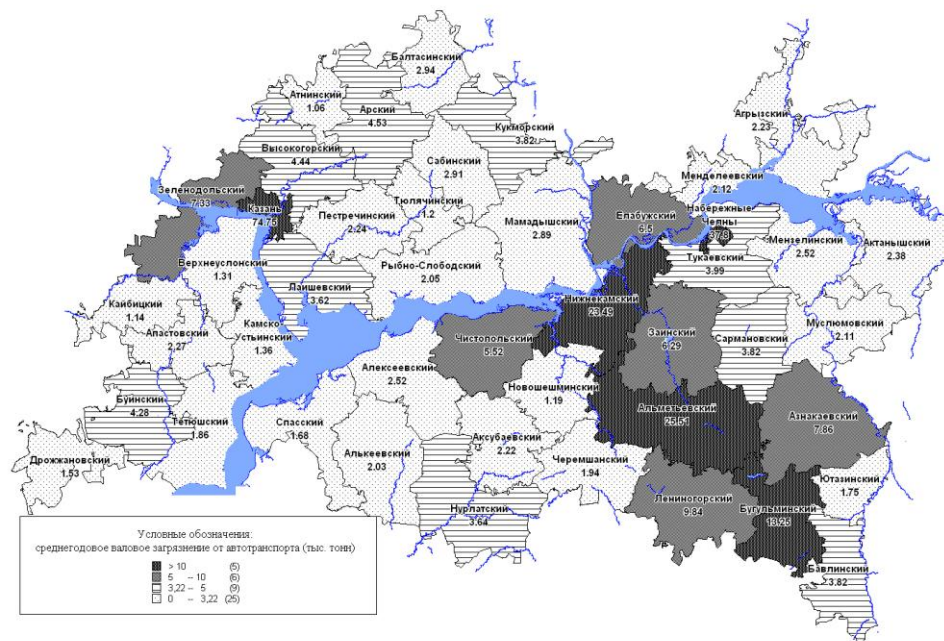 Балтасинский
2.94
Атнинский
1.06
Арский
4.53
Кукморский
3.82
Агрызский
2.23
Высокогорский
4.44
Сабинский
2.91
Менделеевский
2.12
Зеленодольский
7.33
Казань
74.75
Пестречинский
2.24
Тюлячинский
1.2
Мамадышский
2.89
Елабужский
6.5
Набережные
Челны
37.8
Тукаевский
3.99
Мензелинский
2.52
Актанышский
2.38
Верхнеуслонский
1.31
Рыбно-Слободский
2.05
Лаишевский
3.62
Кайбицкий
1.14
Нижнекамский
23.49
Апастовский
2.27
Камско
Устьинский
1.36
Чистопольский
5.52
Заинский
6.29
Сармановский
3.82
Муслюмовский
2.11
Алексеевский
2.52
Новошешминский
1.19
Буинский
4.28
Тетюшский
1.86
Спасский
1.68
Альметьевский
25.51
Азнакаевский
7.86
Аксубаевский
2.22
Дрожжановский
1.53
Алькеевский
2.03
Черемшанский
1.94
Ютазинский
1.75
Лениногорский
9.84
Бугульминский
13.25
Нурлатский
3.64
Бавлинский
3.82
Условные обозначения:
среднегодовое валовое загрязнение от автотранспорта (тыс. тонн)
> 10 (5)
5 – 10 (6)
3,22 – 5 (9)
0 – 3,22 (25)